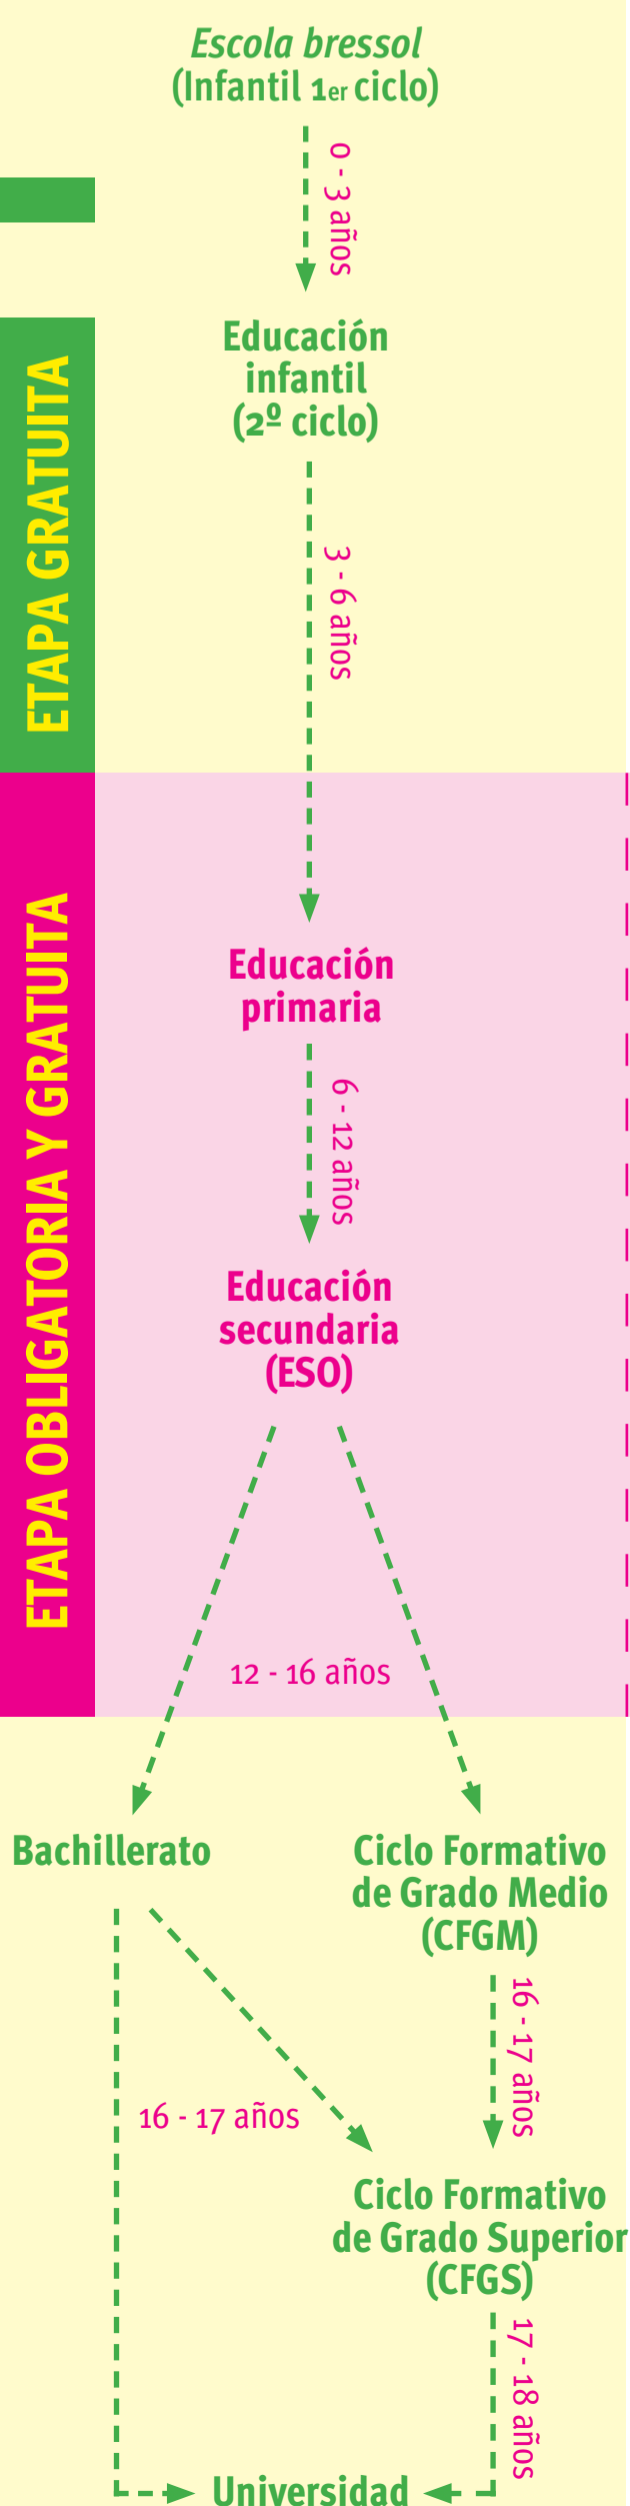 Escola bressol
(Infantil 1er ciclo)
0 - 3 años
Educación
infantil
(2º ciclo)
ETAPA GRATUITA
3 - 6 años
Educación
primaria
6 - 12 años
ETAPA OBLIGATORIA Y GRATUITA
Educación
secundaria
(ESO)
12 - 16 años
Bachillerato
Ciclo Formativo
de Grado Medio
(CFGM)
16 - 17 años
16 - 17 años
Ciclo Formativo
de Grado Superior
(CFGS)
17 - 18 años
Universidad